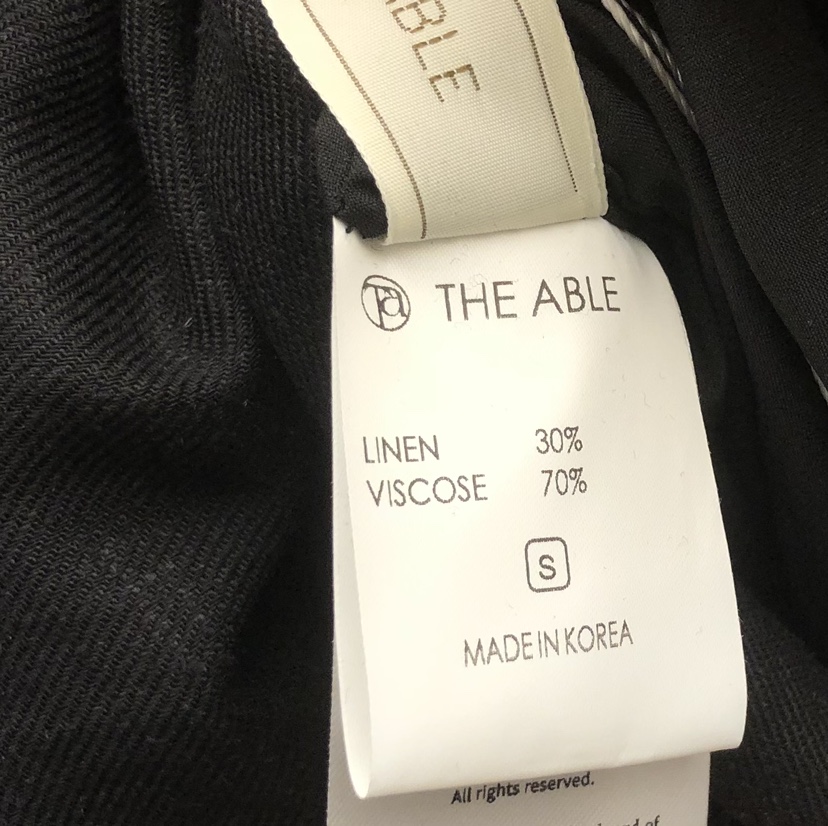 BLE
Ta THE ABLE
LINEN 30%
VISCOSE 70%
S
MADE IN KOREA
All rights reserved.